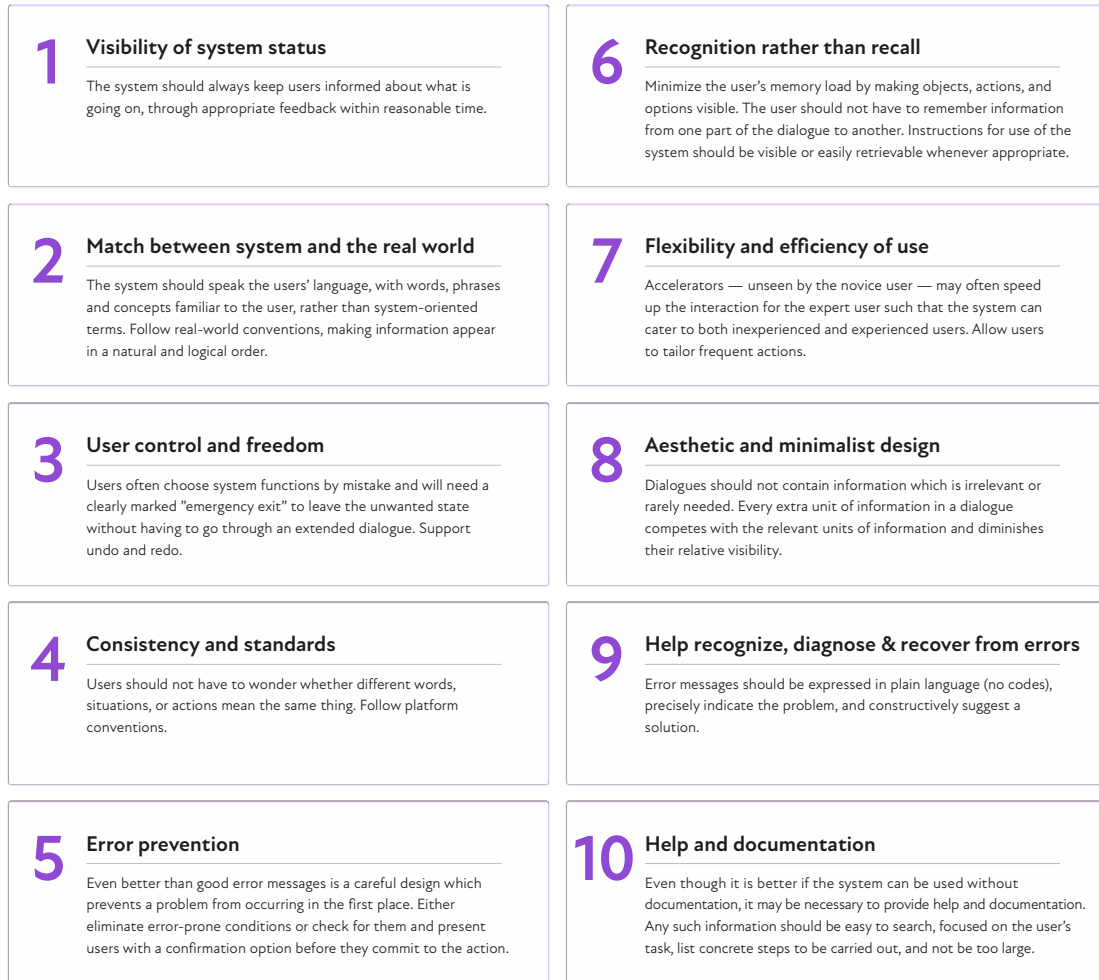 1
Visibility of system status
The system should always keep users informed about what is
going on, through appropriate feedback within reasonable time.
2
Match between system and the real world
The system should speak the users’ language, with words, phrases
and concepts familiar to the user, rather than system-oriented
terms. Follow real-world conventions, making information appear
in a natural and logical order.
3
User control and freedom
Users often choose system functions by mistake and will need a
clearly marked ”emergency exit” to leave the unwanted state
without having to go through an extended dialogue. Support
undo and redo.
4
Consistency and standards
Users should not have to wonder whether different words,
situations, or actions mean the same thing. Follow platform
conventions.
5
Error prevention
Even better than good error messages is a careful design which
prevents a problem from occurring in the first place. Either
eliminate error-prone conditions or check for them and present
users with a confirmation option before they commit to the action.
6
Recognition rather than recall
Minimize the user’s memory load by making objects, actions, and
options visible. The user should not have to remember information
from one part of the dialogue to another. Instructions for use of the
system should be visible or easily retrievable whenever appropriate.
7
Flexibility and efficiency of use
Accelerators — unseen by the novice user — may often speed
up the interaction for the expert user such that the system can
cater to both inexperienced and experienced users. Allow users
to tailor frequent actions.
8
Aesthetic and minimalist design
Dialogues should not contain information which is irrelevant or
rarely needed. Every extra unit of information in a dialogue
competes with the relevant units of information and diminishes
their relative visibility.
9
Help recognize, diagnose & recover from errors
Error messages should be expressed in plain language (no codes),
precisely indicate the problem, and constructively suggest a
solution.
10
Help and documentation
Even though it is better if the system can be used without
documentation, it may be necessary to provide help and documentation.
Any such information should be easy to search, focused on the user’s
task, list concrete steps to be carried out, and not be too large.